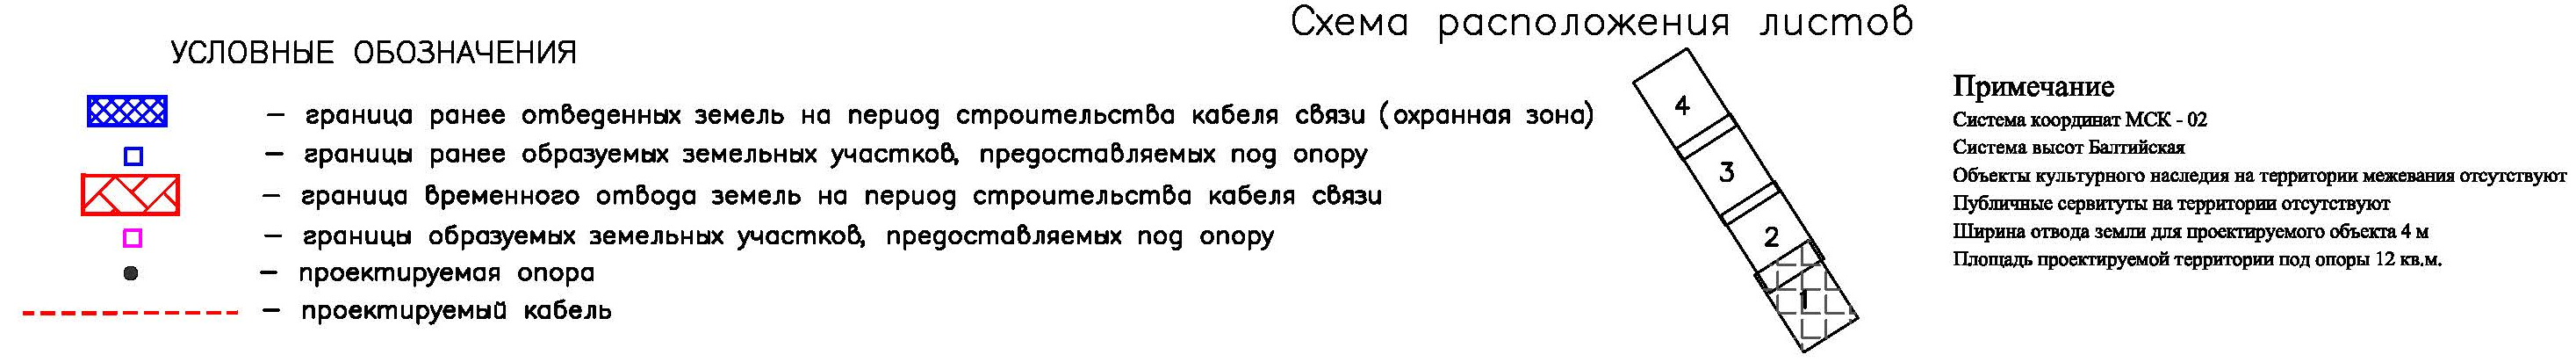 УСЛОВНЫЕ ОБОЗНАЧЕНИЯ
– граница ранее отведенных земель на период строительства кабеля связи (охранная зона)
– границы ранее образуемых земельных участков, предоставляемых под опору
– граница временного отвода земель на период строительства кабеля связи
– границы образуемых земельных участков, предоставляемых под опору
– проектируемая опора
– проектируемый кабель
Схема расположения листов
4
3
2
1
Примечание
Система координат МСК - 02
Система высот Балтийская
Объекты культурного наследия на территории межевания отсутствуют
Публичные сервитуты на территории отсутствуют
Ширина отвода земли для проектируемого объекта 4 м
Площадь проектируемой территории под опоры 12 кв.м.